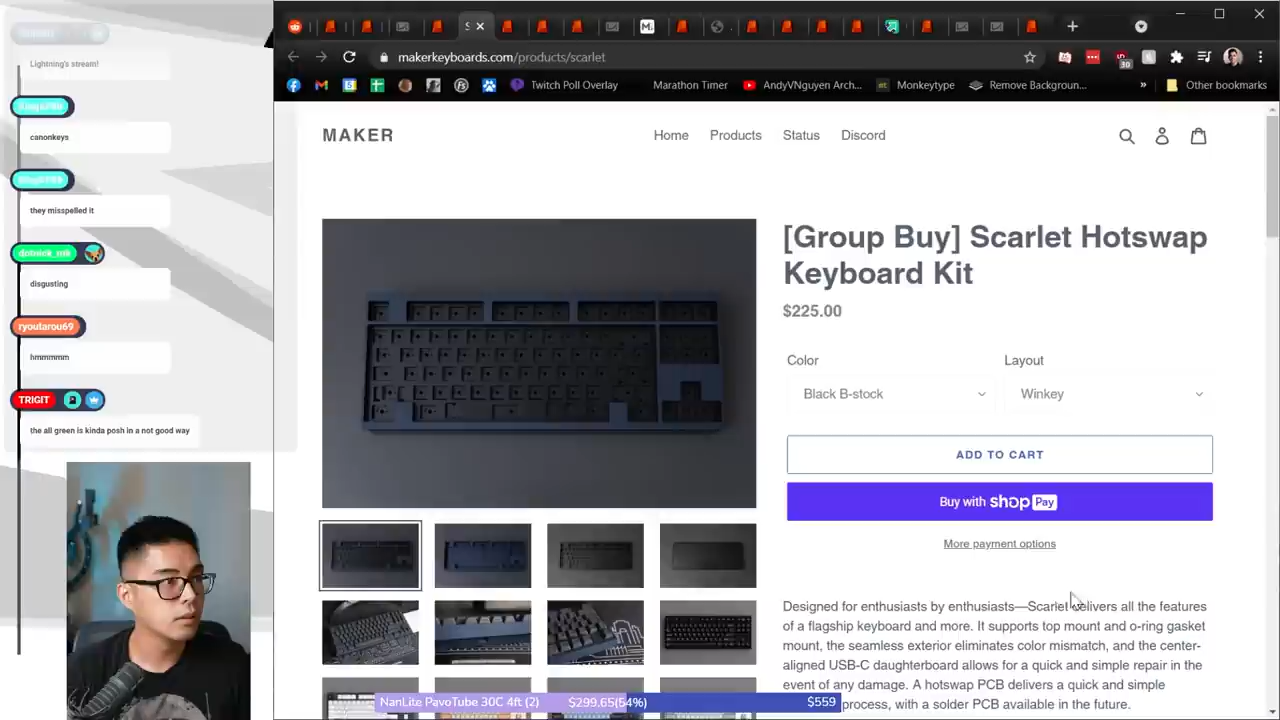 Lightning's stream!
canonkeys
they misspelled it
dotnick_mk
disgusting
ryoutarou69
hmmmmm
TRIGIT
the all green is kinda posh in a not good way
makerkeyboards.com/products/scarlet
Twitch Poll Overlay
Marathon Timer
AndyVNguyen Arch...
Monkeytype
Remove Backgroun...
»
Other bookmarks
MAKER
Home
Products
Status
Discord
[Group Buy] Scarlet Hotswap
Keyboard Kit
$225.00
Color
Layout
Black B-stock
Winkey
ADD TO CART
Buy with shop Pay
More payment options
Designed for enthusiasts by enthusiasts—Scarlet delivers all the features
of a flagship keyboard and more. It supports top mount and o-ring gasket
mount, the seamless exterior eliminates color mismatch, and the center-
aligned USB-C daughterboard allows for a quick and simple repair in the
event of any damage. A hotswap PCB delivers a quick and simple
process, with a solder PCB available in the future.
NanLite PavoTube 30C 4ft (2)
$299.65(54%)
$559